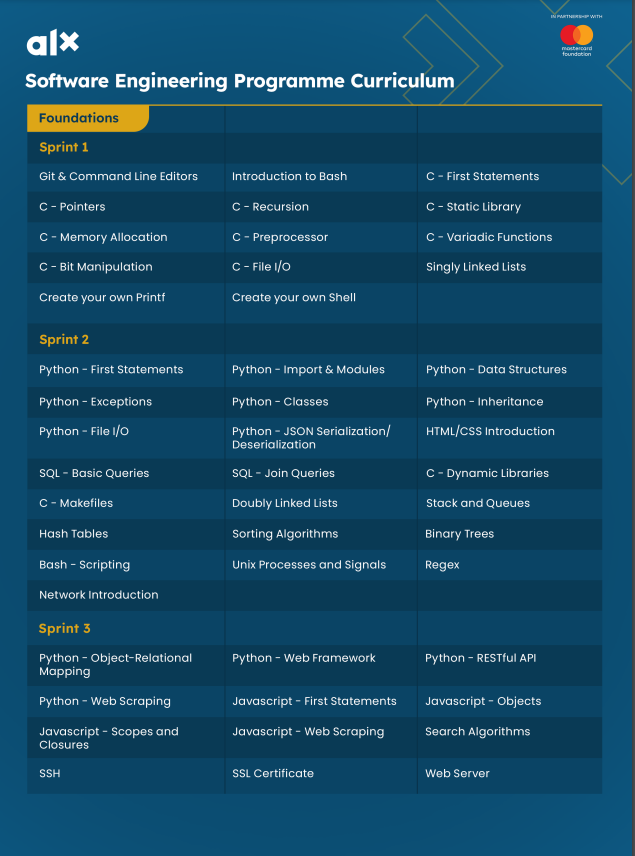 IN PARTNERSHIP WITH
alx
mastercard
foundation
Software Engineering Programme Curriculum
Foundations
Sprint 1
Git & Command Line Editors
Introduction to Bash
C - First Statements
C - Pointers
C - Recursion
C - Static Library
C - Memory Allocation
C - Preprocessor
C - Variadic Functions
C - Bit Manipulation
C - File I/O
Singly Linked Lists
Create your own Printf
Create your own Shell
Sprint 2
Python - First Statements
Python - Import & Modules
Python - Data Structures
Python - Exceptions
Python - Classes
Python - Inheritance
Python - File I/O
Python - JSON Serialization/
Deserialization
HTML/CSS Introduction
SQL - Basic Queries
SQL - Join Queries
C - Dynamic Libraries
C - Makefiles
Doubly Linked Lists
Stack and Queues
Hash Tables
Sorting Algorithms
Binary Trees
Bash - Scripting
Unix Processes and Signals
Regex
Network Introduction
Sprint 3
Python - Object-Relational
Mapping
Python - Web Framework
Python - RESTful API
Python - Web Scraping
Javascript - First Statements
Javascript - Objects
Javascript - Scopes and
Closures
Javascript - Web Scraping
Search Algorithms
SSH
SSL Certificate
Web Server